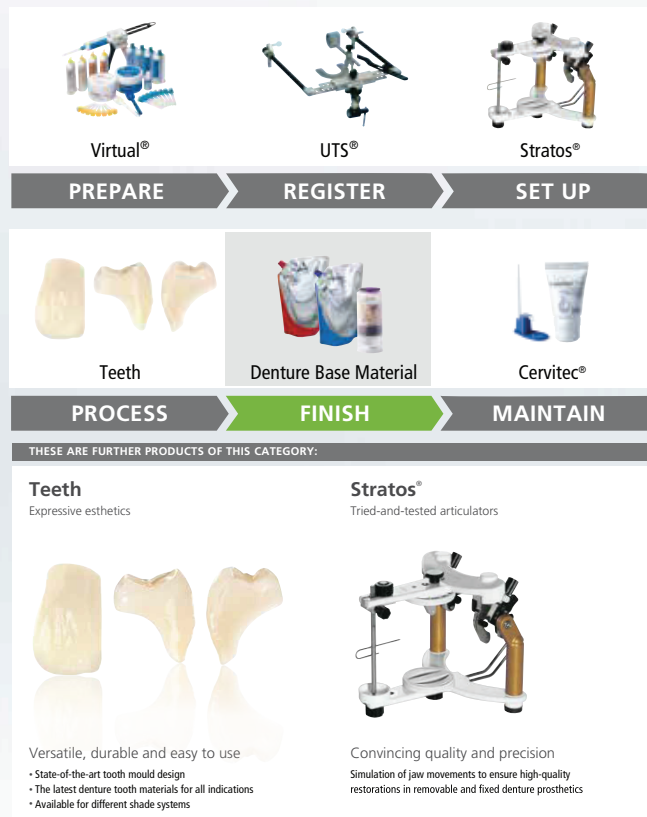 Virtual® UTS® Stratos®
PREPARE REGISTER SET UP
Teeth Denture Base Material Cervitec®
PROCESS FINISH MAINTAIN
THESE ARE FURTHER PRODUCTS OF THIS CATEGORY:
Teeth
Expressive esthetics
Versatile, durable and easy to use
• State-of-the-art tooth mould design
• The latest denture tooth materials for all indications
• Available for different shade systems
Stratos®
Tried-and-tested articulators
Convincing quality and precision
Simulation of jaw movements to ensure high-quality
restorations in removable and fixed denture prosthetics